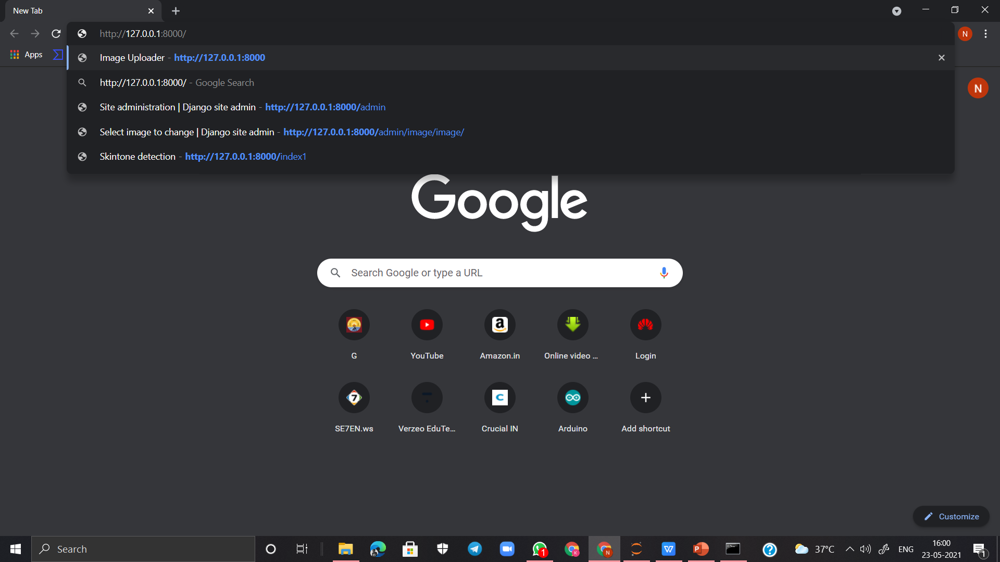 New Tab
http://127.0.0.1:8000/
N
Apps
Image Uploader - http://127.0.0.1:8000
http://127.0.0.1:8000/ - Google Search
N
Site administration | Django site admin - http://127.0.0.1:8000/admin
Select image to change | Django site admin - http://127.0.0.1:8000/admin/image/image/
Skintone detection - http://127.0.0.1:8000/index1
Google
Search Google or type a URL
G
YouTube
Amazon.in
Online video ...
Login
SE7EN.ws
Verzeo EduTe...
Crucial IN
Arduino
Add shortcut
Customize
Search
37°C
ENG
16:00
23-05-2021
1